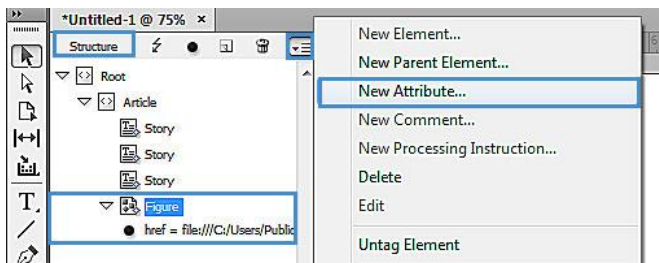 *Untitled-1 @ 75% ×
Structure
Root
Article
Story
Story
Story
Figure
href = file:///C:/Users/Public
New Element...
New Parent Element...
New Attribute...
New Comment...
New Processing Instruction...
Delete
Edit
Untag Element